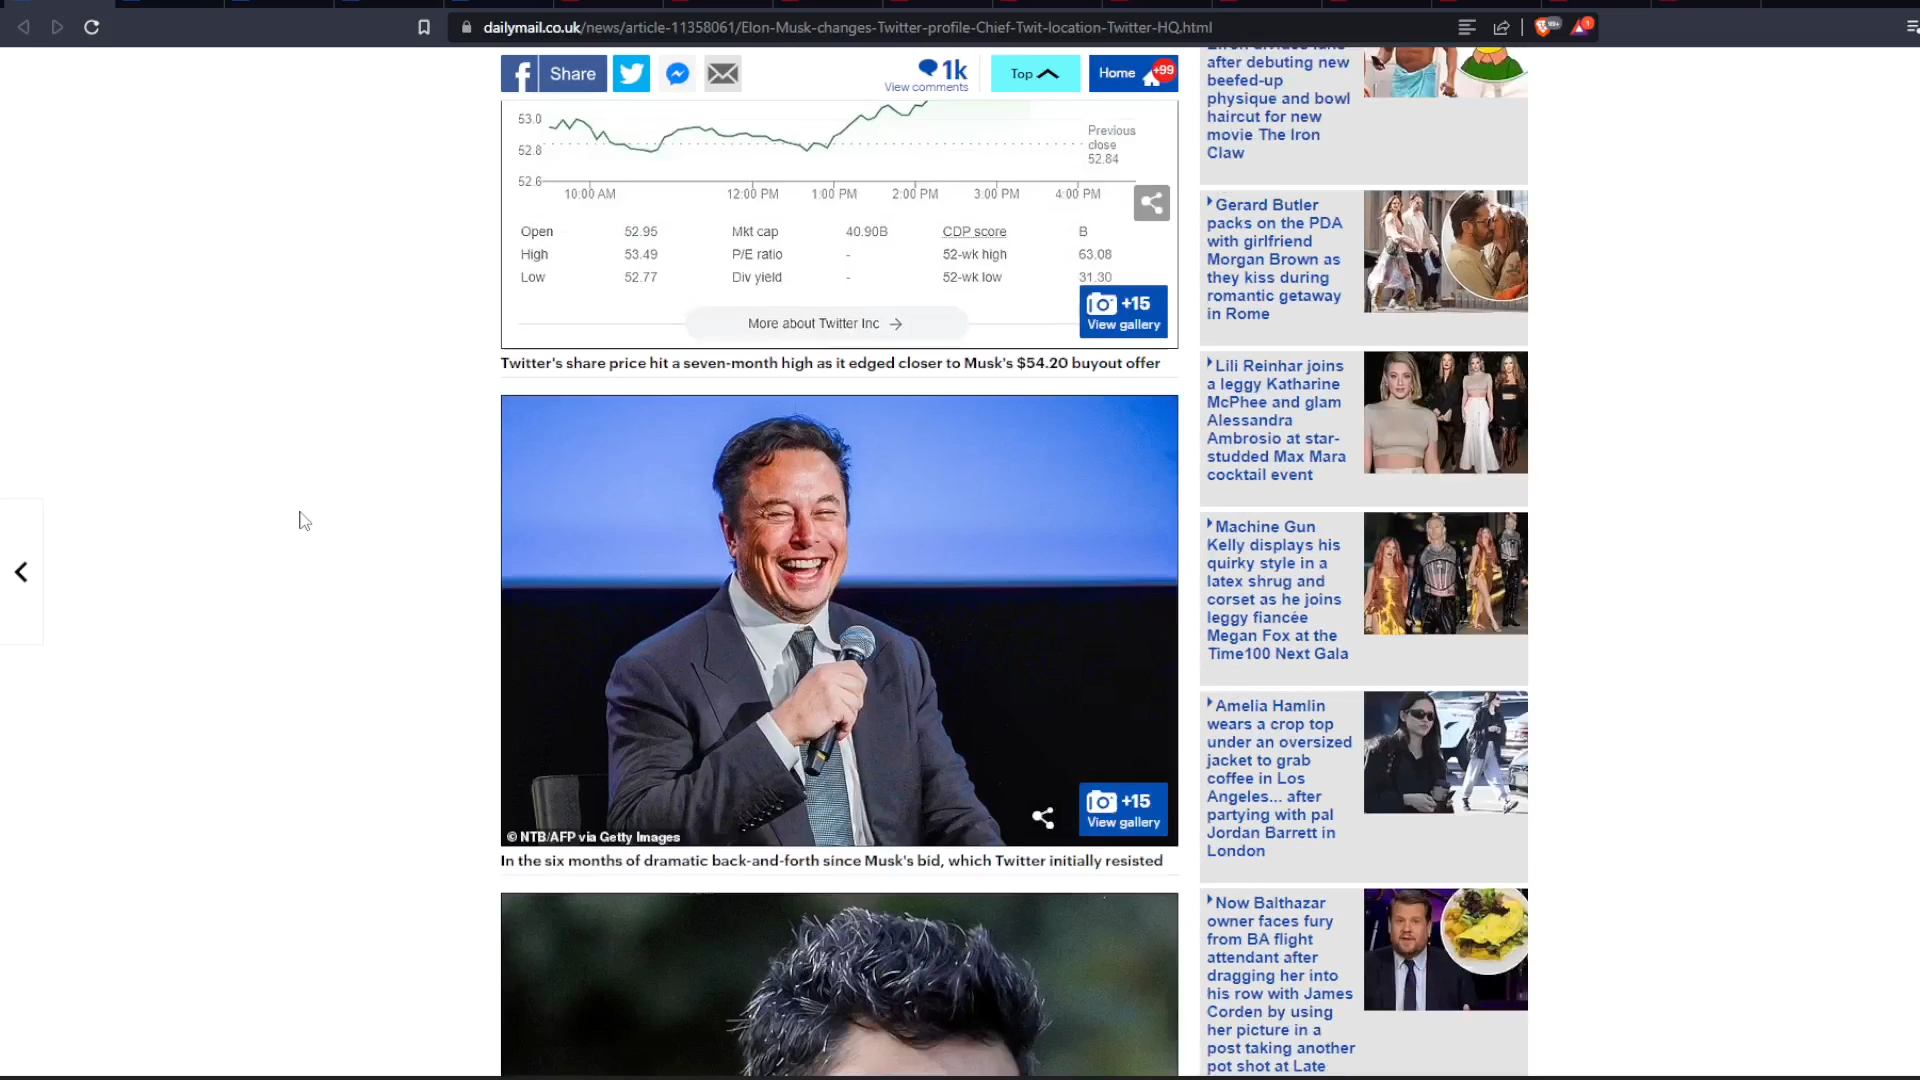 dailymail.co.uk/news/article-11358061/Elon-Musk-changes-Twitter-profile-Chief-Twit-location-Twitter-HQ.html
99+
1
Share
1k
View comments
Top
Home
+99
53.0
52.8
52.6
Previous
close
52.84
10:00 AM
12:00 PM
1:00 PM
2:00 PM
3:00 PM
4:00 PM
Open 52.95 Mkt cap 40.90B CDP score B
High 53.49 P/E ratio - 52-wk high 63.08
Low 52.77 Div yield - 52-wk low 31.30
More about Twitter Inc
+15
View gallery
Twitter's share price hit a seven-month high as it edged closer to Musk's $54.20 buyout offer
+15
View gallery
© NTB/AFP via Getty Images
In the six months of dramatic back-and-forth since Musk's bid, which Twitter initially resisted
after debuting new
beefed-up
physique and bowl
haircut for new
movie The Iron
Claw
Gerard Butler
packs on the PDA
with girlfriend
Morgan Brown as
they kiss during
romantic getaway
in Rome
Lili Reinhar joins
a leggy Katharine
McPhee and glam
Alessandra
Ambrosio at star-
studded Max Mara
cocktail event
Machine Gun
Kelly displays his
quirky style in a
latex shrug and
corset as he joins
leggy fiancée
Megan Fox at the
Time100 Next Gala
Amelia Hamlin
wears a crop top
under an oversized
jacket to grab
coffee in Los
Angeles... after
partying with pal
Jordan Barrett in
London
Now Balthazar
owner faces fury
from BA flight
attendant after
dragging her into
his row with James
Corden by using
her picture in a
post taking another
pot shot at Late